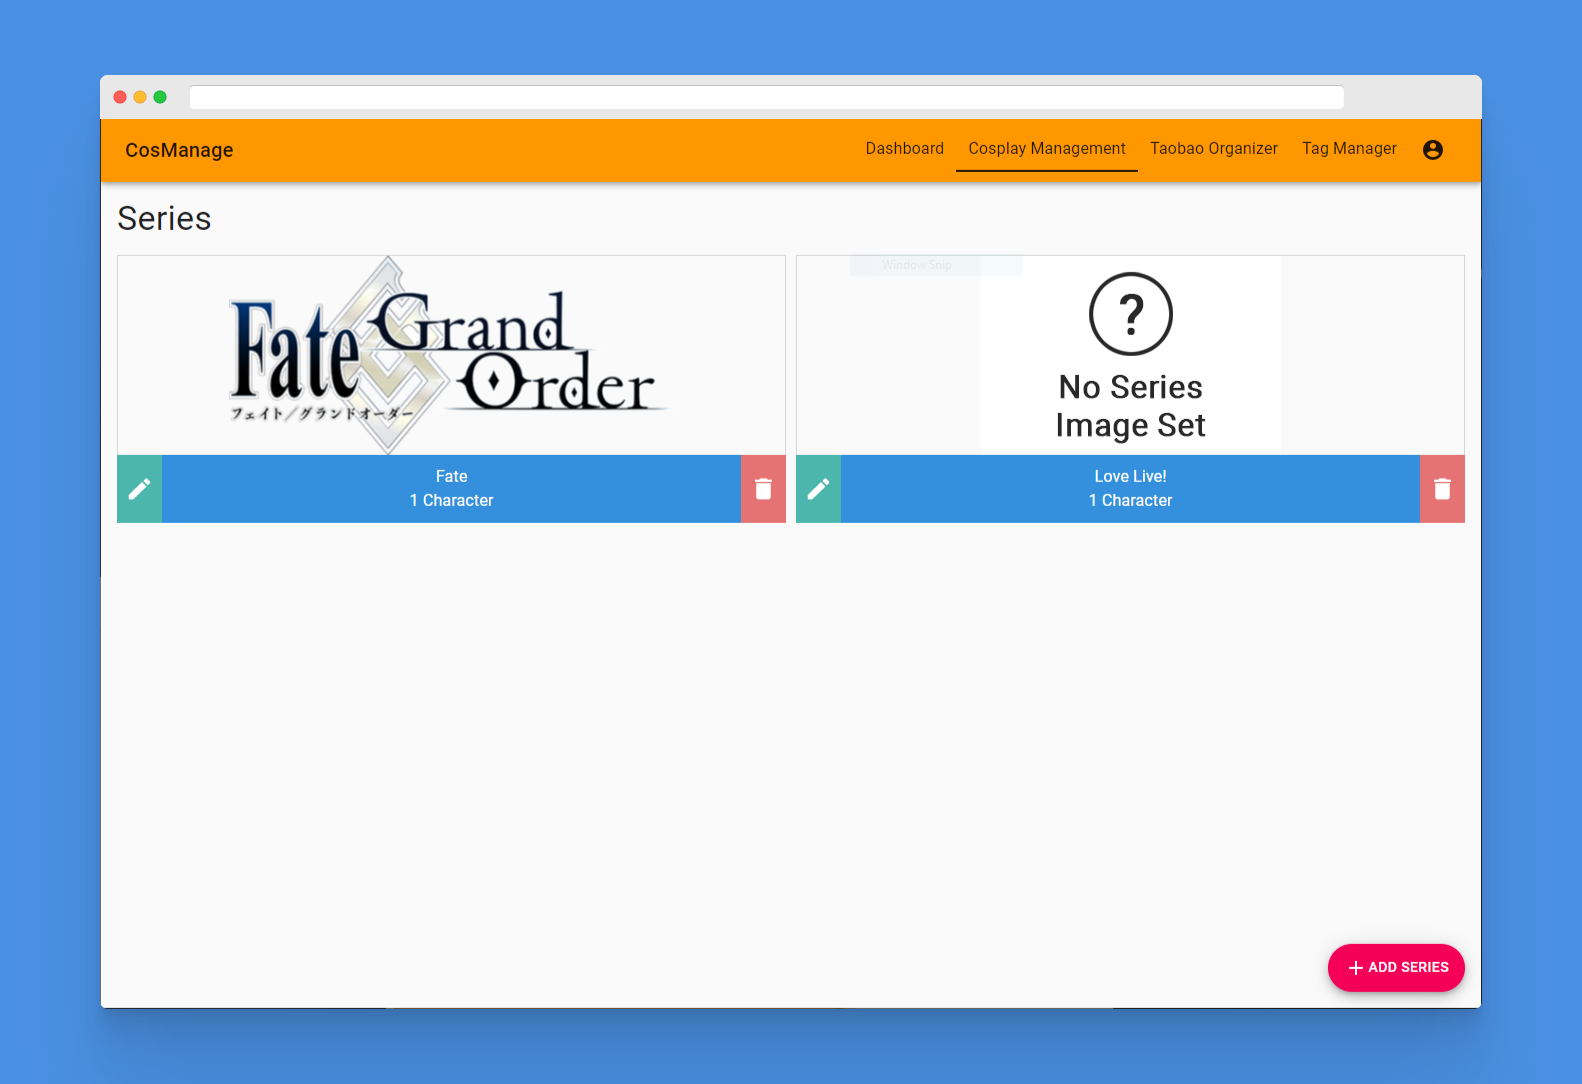 CosManage
Dashboard
Cosplay Management
Taobao Organizer
Tag Manager
Series
Fate Grand Order
フェイト／グランドオーダー
Window Snip
?
No Series
Image Set
Fate
1 Character
Love Live!
1 Character
ADD SERIES